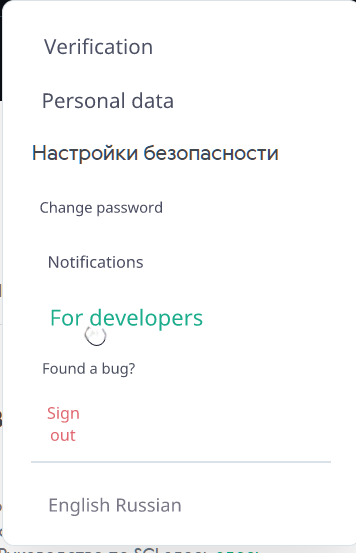 Verification
Personal data
Настройки безопасности
Change password
Notifications
For developers
Found a bug?
Sign
out
English Russian